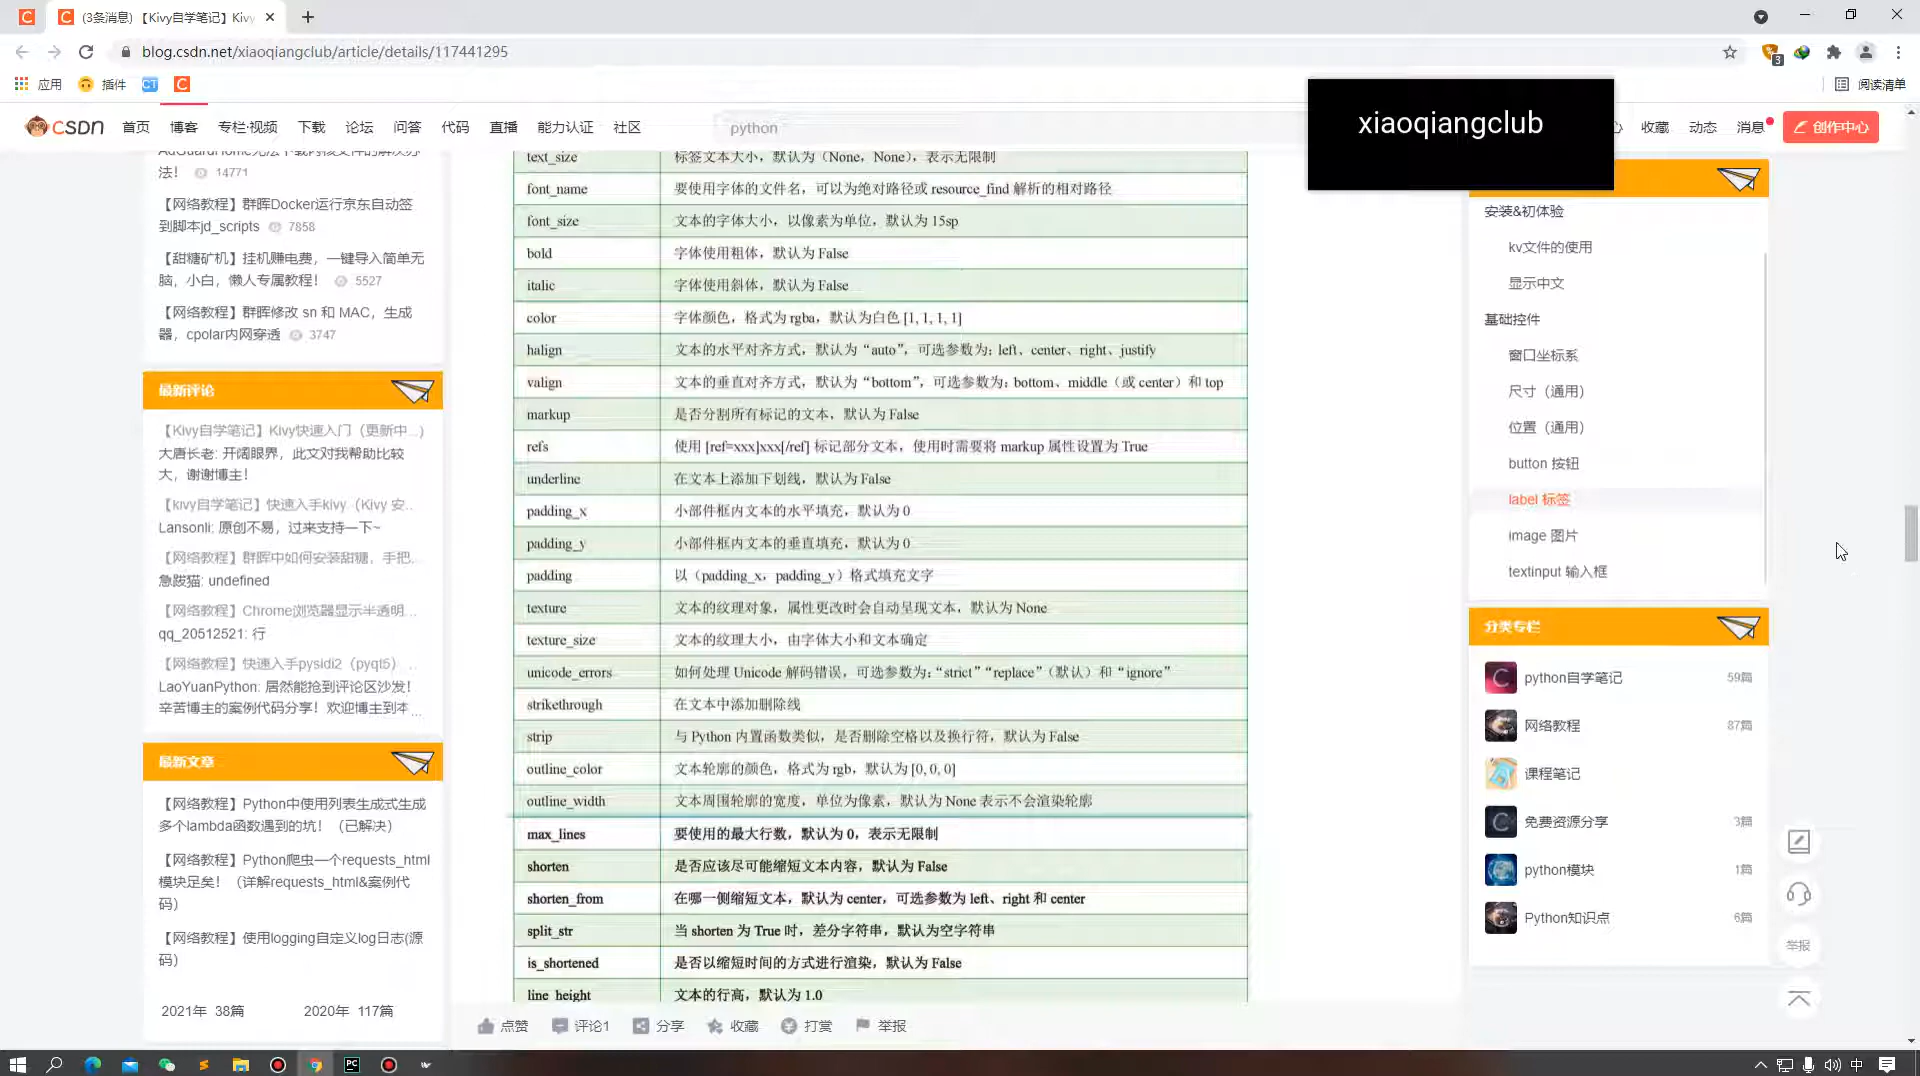 (3条消息) 【Kivy自学笔记】Kivy
blog.csdn.net/xiaoqiangclub/article/details/117441295
应用 插件 阅读清单
CSDN 首页 博客 专栏·视频 下载 论坛 问答 代码 直播 能力认证 社区 python 收藏 动态 消息 创作中心
xiaoqiangclub
法! 14771
【网络教程】群晖Docker运行京东自动签
到脚本jd_scripts 7858
【甜糖矿机】挂机赚电费,一键导入简单无
脑,小白,懒人专属教程! 5527
【网络教程】群晖修改 sn 和 MAC,生成
器,cpolar内网穿透 3747
最新评论
【Kivy自学笔记】Kivy快速入门(更新中...)
大唐长老: 开阔眼界,此文对我帮助比较
大,谢谢博主!
【kivy自学笔记】快速入手kivy(Kivy 安...
Lansonli: 原创不易,过来支持一下~
【网络教程】群晖中如何安装甜糖,手把...
急跋猫: undefined
【网络教程】Chrome浏览器显示半透明...
qq_20512521: 行
【网络教程】快速入手pysidi2(pyqt5) ...
LaoYuanPython: 居然能抢到评论区沙发!
辛苦博主的案例代码分享!欢迎博主到本...
最新文章
【网络教程】Python中使用列表生成式生成
多个lambda函数遇到的坑!(已解决)
【网络教程】Python爬虫一个requests_html
模块足矣!(详解requests_html&案例代
码)
【网络教程】使用logging自定义log日志(源
码)
2021年 38篇 2020年 117篇
text_size 标签文本大小,默认为(None,None),表示无限制
font_name 要使用字体的文件名,可以为绝对路径或 resource_find 解析的相对路径
font_size 文本的字体大小,以像素为单位,默认为 15sp
bold 字体使用粗体,默认为 False
italic 字体使用斜体,默认为 False
color 字体颜色,格式为 rgba,默认为白色 [1, 1, 1, 1]
halign 文本的水平对齐方式,默认为“auto”,可选参数为:left、center、right、justify
valign 文本的垂直对齐方式,默认为“bottom”,可选参数为:bottom、middle(或 center)和 top
markup 是否分割所有标记的文本,默认为 False
refs 使用 [ref=xxx]xxx[/ref] 标记部分文本,使用时需要将 markup 属性设置为 True
underline 在文本上添加下划线,默认为 False
padding_x 小部件框内文本的水平填充,默认为 0
padding_y 小部件框内文本的垂直填充,默认为 0
padding 以(padding_x,padding_y)格式填充文字
texture 文本的纹理对象,属性更改时会自动呈现文本,默认为 None
texture_size 文本的纹理大小,由字体大小和文本确定
unicode_errors 如何处理 Unicode 解码错误,可选参数为:“strict”“replace”(默认)和“ignore”
strikethrough 在文本中添加删除线
strip 与 Python 内置函数类似,是否删除空格以及换行符,默认为 False
outline_color 文本轮廓的颜色,格式为 rgb,默认为 [0, 0, 0]
outline_width 文本周围轮廓的宽度,单位为像素,默认为 None 表示不会渲染轮廓
max_lines 要使用的最大行数,默认为 0,表示无限制
shorten 是否应该尽可能缩短文本内容,默认为 False
shorten_from 在哪一侧缩短文本,默认为 center,可选参数为 left、right 和 center
split_str 当 shorten 为 True 时,差分字符串,默认为空字符串
is_shortened 是否以缩短时间的方式进行渲染,默认为 False
line_height 文本的行高,默认为 1.0
点赞 评论1 分享 收藏 打赏 举报
安装&初体验
kv文件的使用
显示中文
基础控件
窗口坐标系
尺寸(通用)
位置(通用)
button 按钮
label 标签
image 图片
textinput 输入框
分类专栏
python自学笔记 59篇
网络教程 87篇
课程笔记
免费资源分享 3篇
python模块 1篇
Python知识点 6篇
举报
中